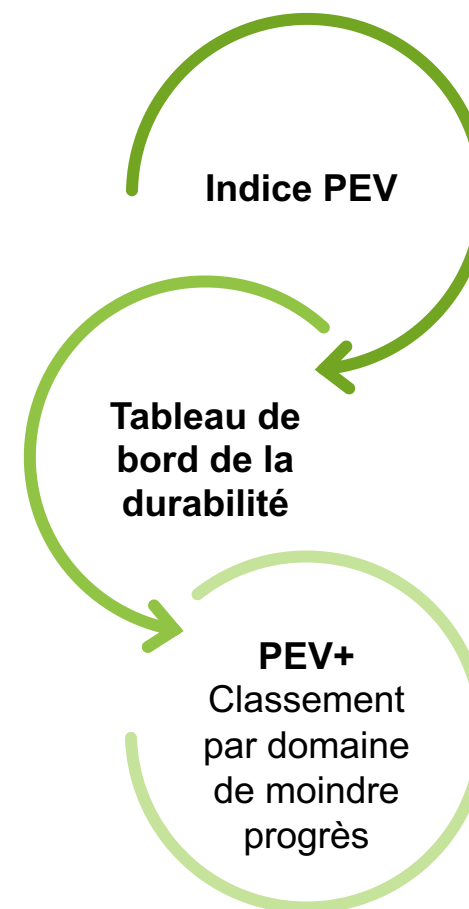 Indice PEV
Tableau de
bord de la
durabilité
PEV+
Classement
par domaine
de moindre
progrès